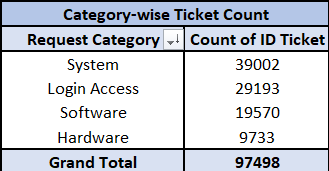 Category-wise Ticket Count
Request Category Count of ID Ticket
System 39002
Login Access 29193
Software 19570
Hardware 9733
Grand Total 97498